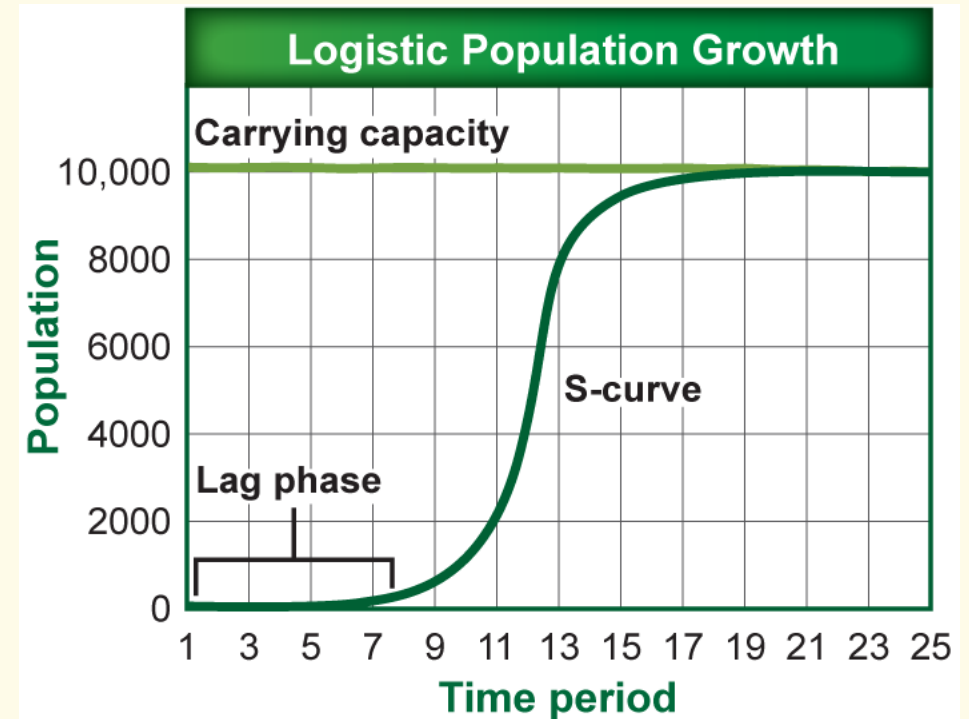 Logistic Population Growth
Carrying capacity
10,000
8000
6000
4000
2000
0
Population
S-curve
Lag phase
1 3 5 7 9 11 13 15 17 19 21 23 25
Time period